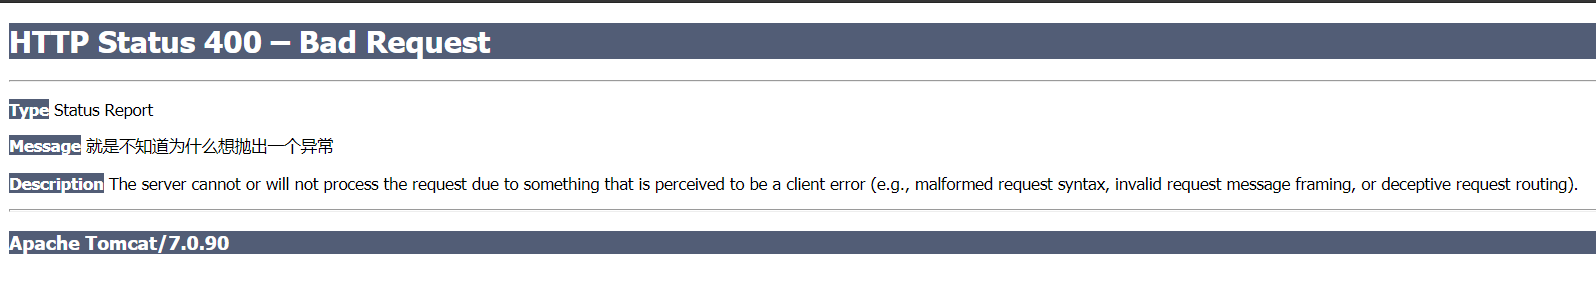 HTTP Status 400 – Bad Request
Type Status Report
Message 就是不知道为什么想抛出一个异常
Description The server cannot or will not process the request due to something that is perceived to be a client error (e.g., malformed request syntax, invalid request message framing, or deceptive request routing).
Apache Tomcat/7.0.90